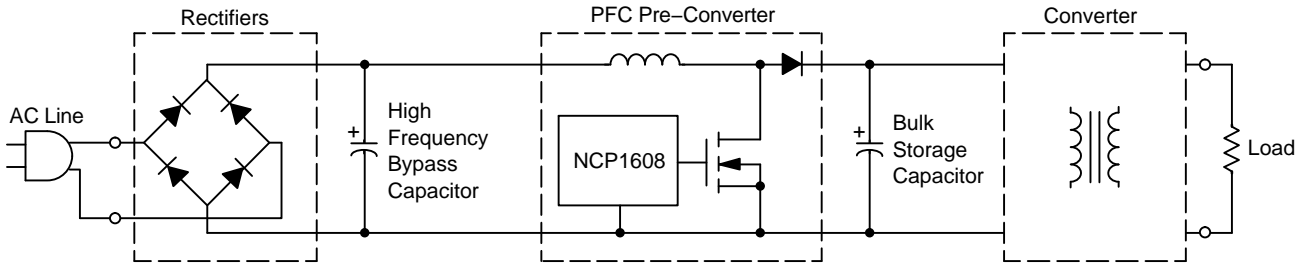 Rectifiers
PFC Pre−Converter
Converter
AC Line
+
High
Frequency
Bypass
Capacitor
NCP1608
+
Bulk
Storage
Capacitor
Load